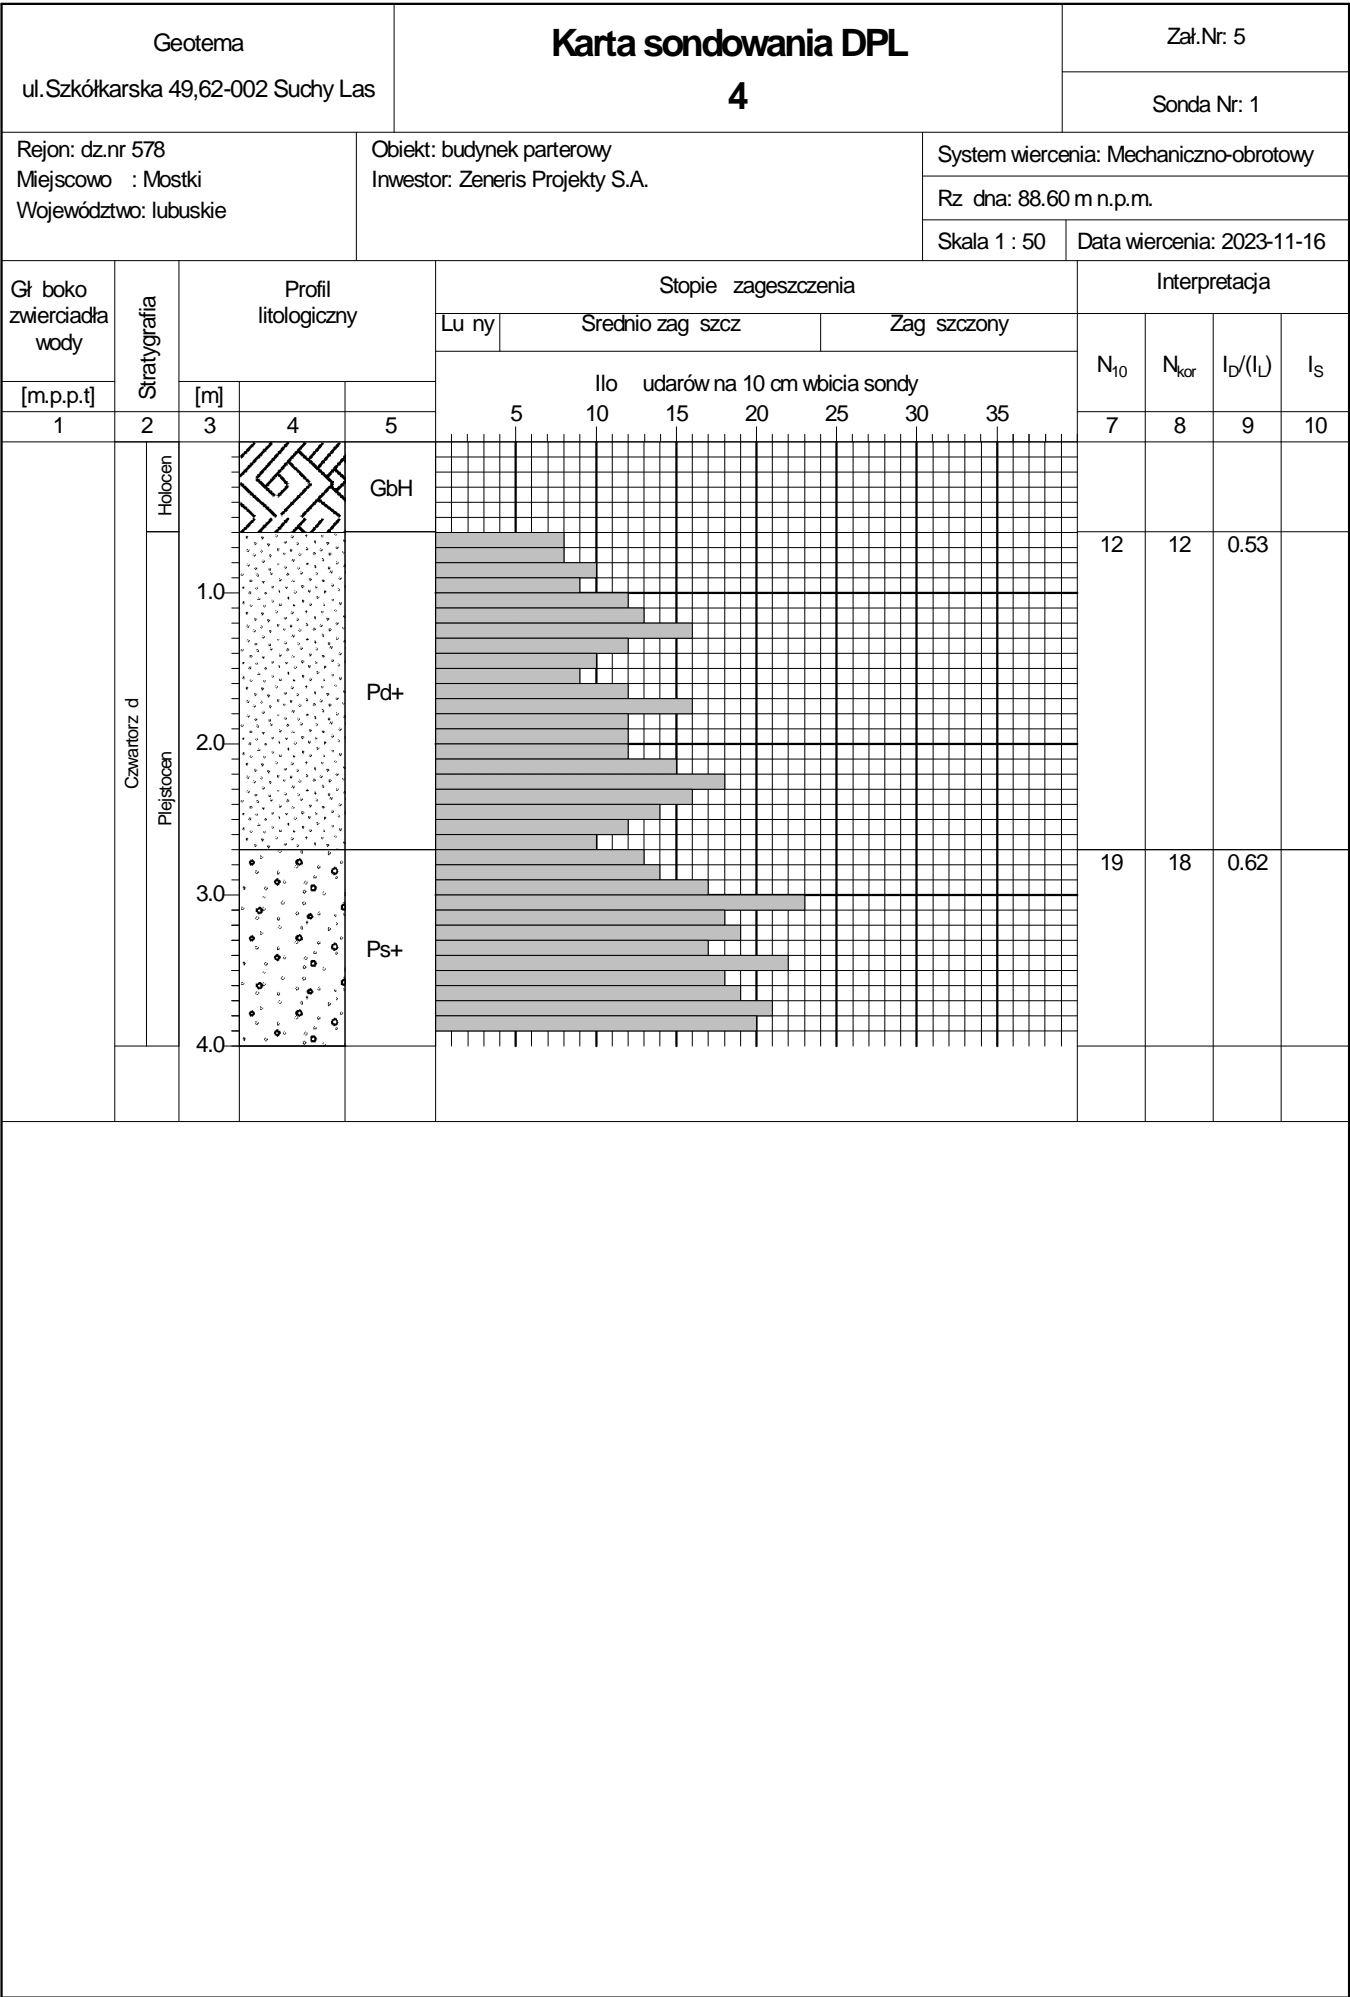 Geotema
ul.Szkółkarska 49,62-002 Suchy Las
Karta sondowania DPL
4
Zał.Nr: 5
Sonda Nr: 1
Rejon: dz.nr 578
Miejscowo : Mostki
Województwo: lubuskie
Obiekt: budynek parterowy
Inwestor: Zeneris Projekty S.A.
System wiercenia: Mechaniczno-obrotowy
Rz dna: 88.60 m n.p.m.
Skala 1 : 50
Data wiercenia: 2023-11-16
Gł boko
zwierciadła
wody
[m.p.p.t]
Stratygrafia
Profil
litologiczny
[m]
Stopie zageszczenia
Lu ny
Srednio zag szcz
Zag szczony
Ilo udarów na 10 cm wbicia sondy
5 10 15 20 25 30 35
Interpretacja
N10 Nkor ID/(IL) IS
1 2 3 4 5 7 8 9 10
Holocen
GbH
Czwartorz d
Plejstocen
12 12 0.53
1.0
Pd+
2.0
19 18 0.62
3.0
Ps+
4.0